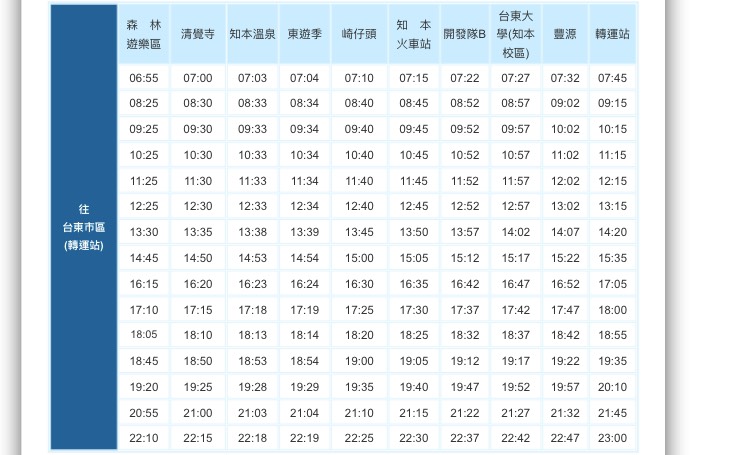 森 林
遊樂區
清覺寺
知本溫泉
東遊季
崎仔頭
知 本
火車站
開發隊B
台東大
學(知本
校區)
豐源
轉運站
往
台東市區
(轉運站)
06:55 07:00 07:03 07:04 07:10 07:15 07:22 07:27 07:32 07:45
08:25 08:30 08:33 08:34 08:40 08:45 08:52 08:57 09:02 09:15
09:25 09:30 09:33 09:34 09:40 09:45 09:52 09:57 10:02 10:15
10:25 10:30 10:33 10:34 10:40 10:45 10:52 10:57 11:02 11:15
11:25 11:30 11:33 11:34 11:40 11:45 11:52 11:57 12:02 12:15
12:25 12:30 12:33 12:34 12:40 12:45 12:52 12:57 13:02 13:15
13:30 13:35 13:38 13:39 13:45 13:50 13:57 14:02 14:07 14:20
14:45 14:50 14:53 14:54 15:00 15:05 15:12 15:17 15:22 15:35
16:15 16:20 16:23 16:24 16:30 16:35 16:42 16:47 16:52 17:05
17:10 17:15 17:18 17:19 17:25 17:30 17:37 17:42 17:47 18:00
18:05 18:10 18:13 18:14 18:20 18:25 18:32 18:37 18:42 18:55
18:45 18:50 18:53 18:54 19:00 19:05 19:12 19:17 19:22 19:35
19:20 19:25 19:28 19:29 19:35 19:40 19:47 19:52 19:57 20:10
20:55 21:00 21:03 21:04 21:10 21:15 21:22 21:27 21:32 21:45
22:10 22:15 22:18 22:19 22:25 22:30 22:37 22:42 22:47 23:00